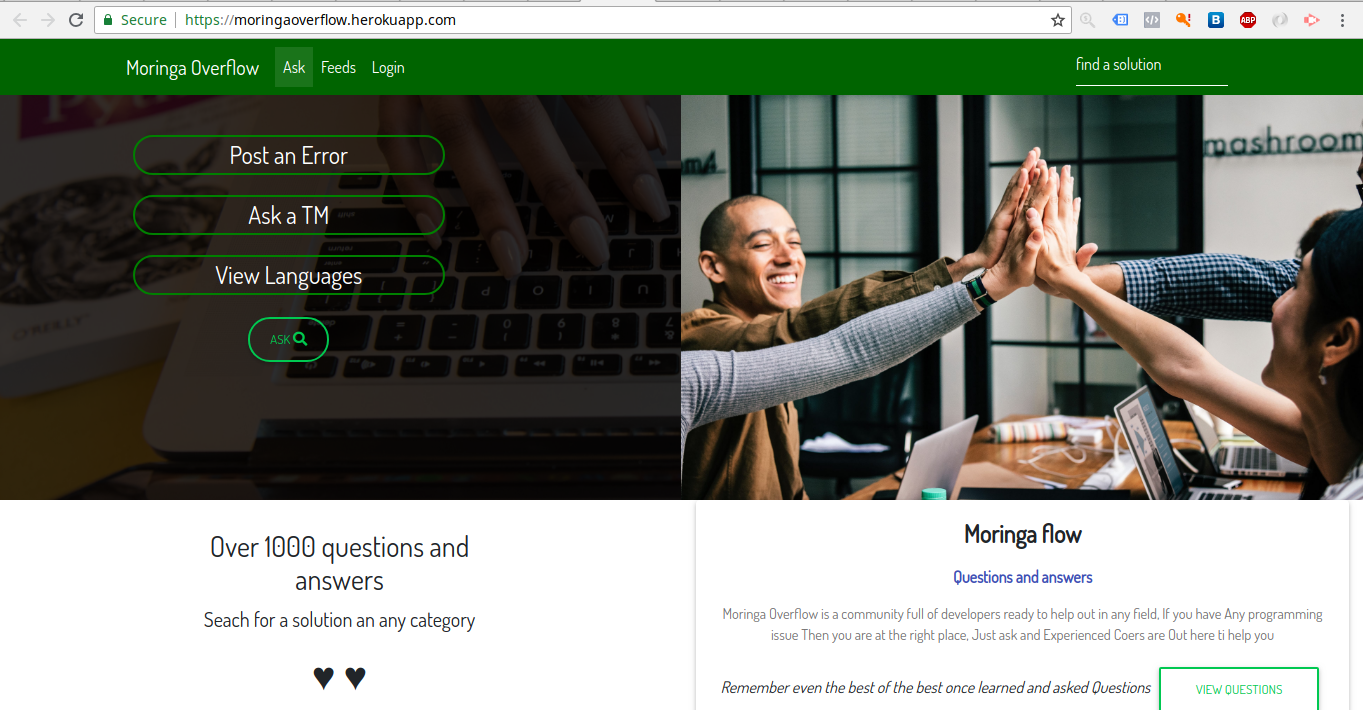 Secure https://moringaoverflow.herokuapp.com
Moringa Overflow Ask Feeds Login find a solution
Post an Error
Ask a TM
View Languages
ASK
O'REILLY
mashroom
Over 1000 questions and
answers
Seach for a solution an any category
Moringa flow
Questions and answers
Moringa Overflow is a community full of developers ready to help out in any field, If you have Any programming
issue Then you are at the right place, Just ask and Experienced Coers are Out here ti help you
Remember even the best of the best once learned and asked Questions
VIEW QUESTIONS